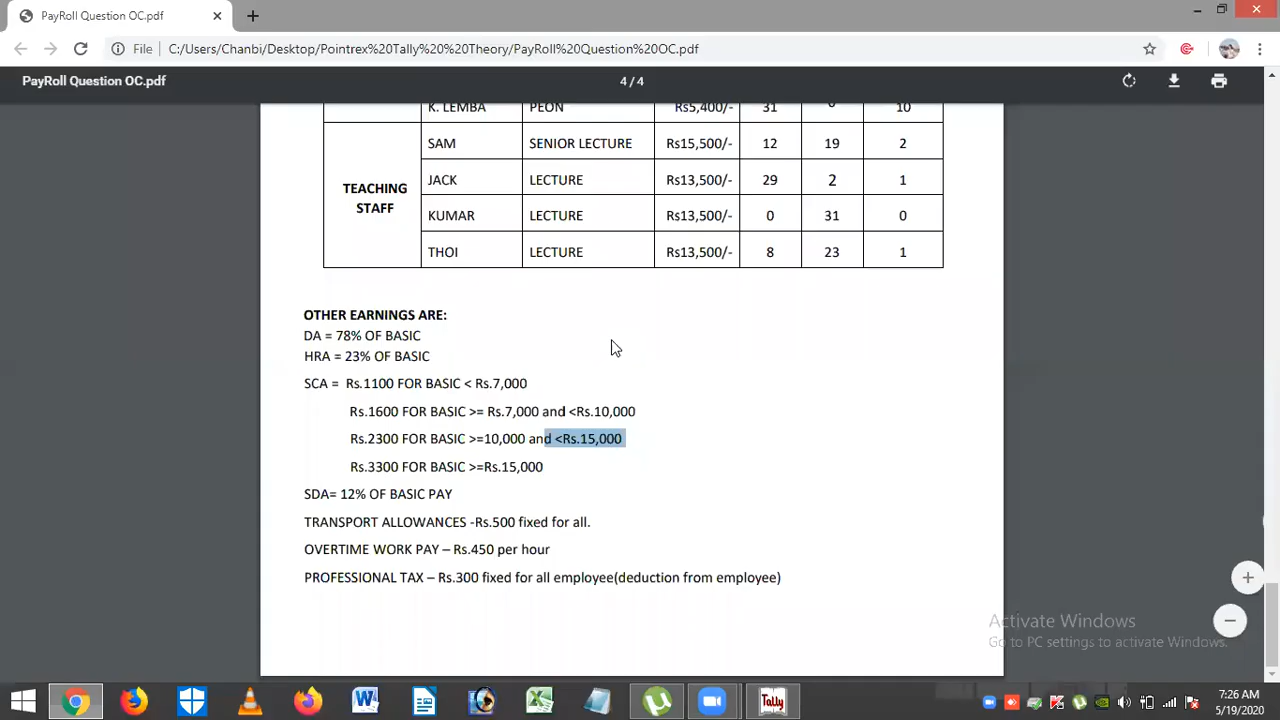 PayRoll Question OC.pdf
File C:/Users/Chanbi/Desktop/Pointrex%20Tally%20%20Theory/PayRoll%20Question%20OC.pdf
PayRoll Question OC.pdf
4 / 4
K. LEMBA PEON Rs5,400/- 31 0 10
TEACHING STAFF
SAM SENIOR LECTURE Rs15,500/- 12 19 2
JACK LECTURE Rs13,500/- 29 2 1
KUMAR LECTURE Rs13,500/- 0 31 0
THOI LECTURE Rs13,500/- 8 23 1
OTHER EARNINGS ARE:
DA = 78% OF BASIC
HRA = 23% OF BASIC
SCA = Rs.1100 FOR BASIC < Rs.7,000
Rs.1600 FOR BASIC >= Rs.7,000 and <Rs.10,000
Rs.2300 FOR BASIC >=10,000 and <Rs.15,000
Rs.3300 FOR BASIC >=Rs.15,000
SDA= 12% OF BASIC PAY
TRANSPORT ALLOWANCES -Rs.500 fixed for all.
OVERTIME WORK PAY – Rs.450 per hour
PROFESSIONAL TAX – Rs.300 fixed for all employee(deduction from employee)
Activate Windows
Go to PC settings to activate Windows.
Tally
7:26 AM
5/19/2020